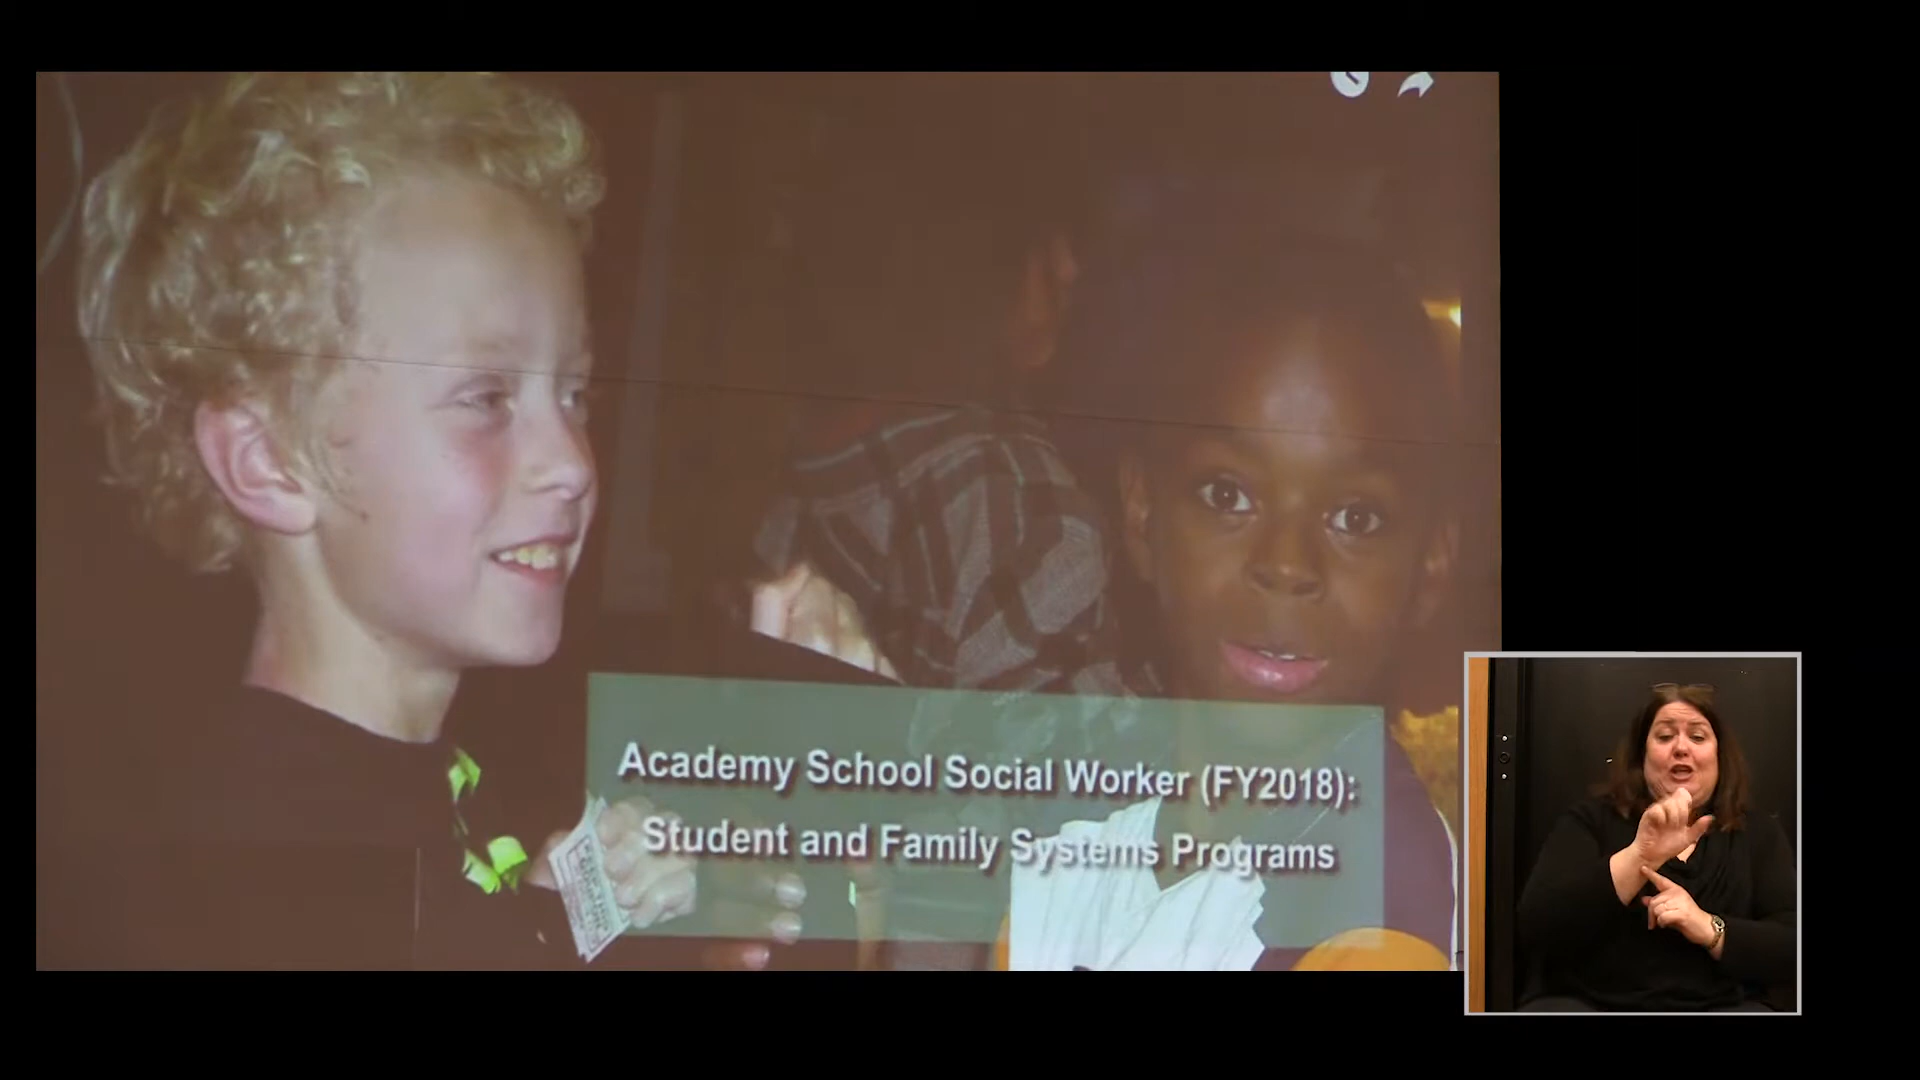 Academy School Social Worker (FY2018):
Student and Family Systems Programs